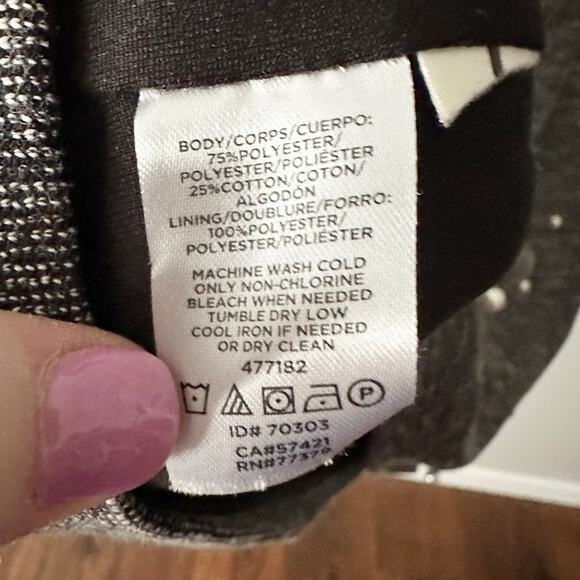 BODY/CORPS/CUERPO:
75%POLYESTER/
POLYESTER/POLIÉSTER
25%COTTON/COTON/
ALGODÓN
LINING/DOUBLURE/FORRO:
100%POLYESTER/
POLYESTER/POLIÉSTER
MACHINE WASH COLD
ONLY NON-CHLORINE
BLEACH WHEN NEEDED
TUMBLE DRY LOW
COOL IRON IF NEEDED
OR DRY CLEAN
477182
P
ID# 70303
CA#57421
RN#77379